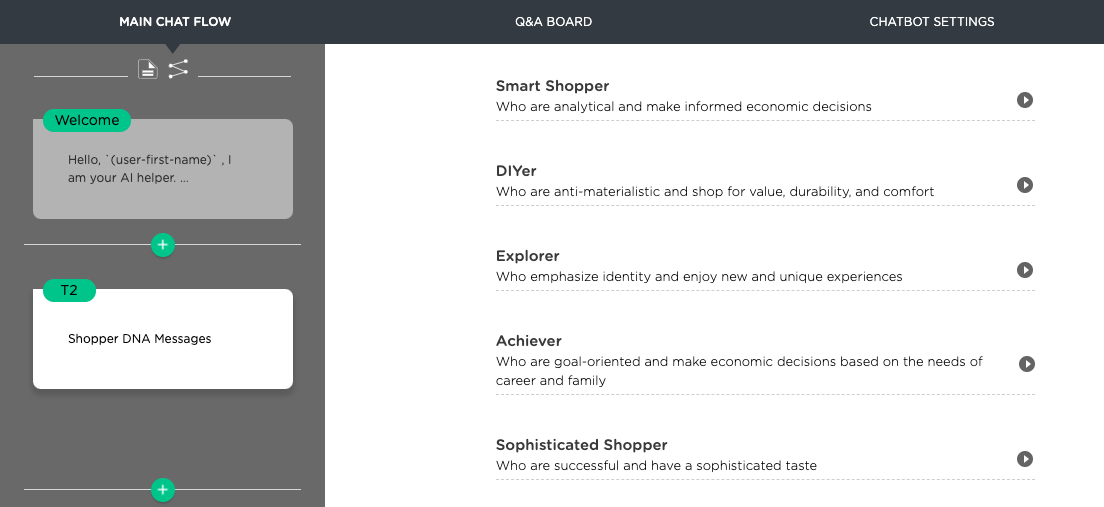 MAIN CHAT FLOW
Q&A BOARD
CHATBOT SETTINGS
Welcome
Hello, `(user-first-name)` , I
am your AI helper. ...
T2
Shopper DNA Messages
Smart Shopper
Who are analytical and make informed economic decisions
DIYer
Who are anti-materialistic and shop for value, durability, and comfort
Explorer
Who emphasize identity and enjoy new and unique experiences
Achiever
Who are goal-oriented and make economic decisions based on the needs of
career and family
Sophisticated Shopper
Who are successful and have a sophisticated taste